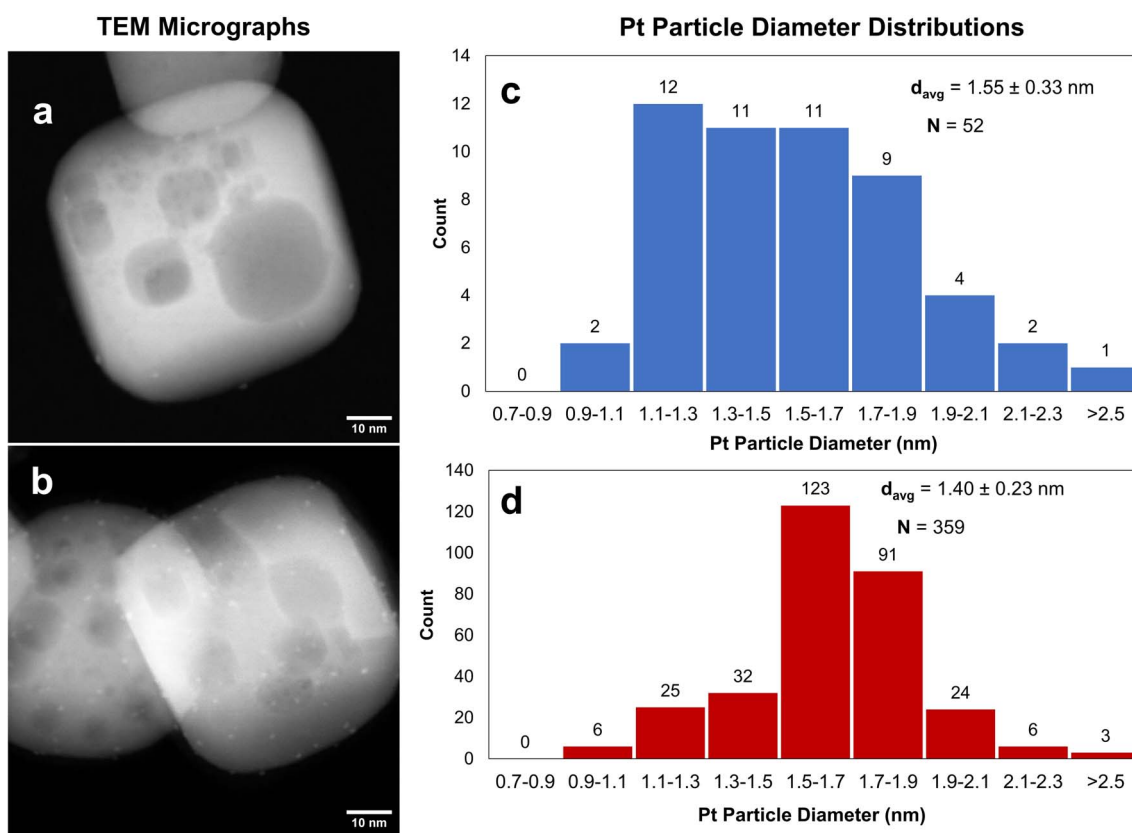 TEM Micrographs
a
10 nm
b
10 nm
Pt Particle Diameter Distributions
c
d_avg = 1.55 ± 0.33 nm
N = 52
Count
14
12
10
8
6
4
2
0
0 2 12 11 11 9 4 2 1
0.7-0.9 0.9-1.1 1.1-1.3 1.3-1.5 1.5-1.7 1.7-1.9 1.9-2.1 2.1-2.3 >2.5
Pt Particle Diameter (nm)
d
d_avg = 1.40 ± 0.23 nm
N = 359
Count
140
120
100
80
60
40
20
0
0 6 25 32 123 91 24 6 3
0.7-0.9 0.9-1.1 1.1-1.3 1.3-1.5 1.5-1.7 1.7-1.9 1.9-2.1 2.1-2.3 >2.5
Pt Particle Diameter (nm)